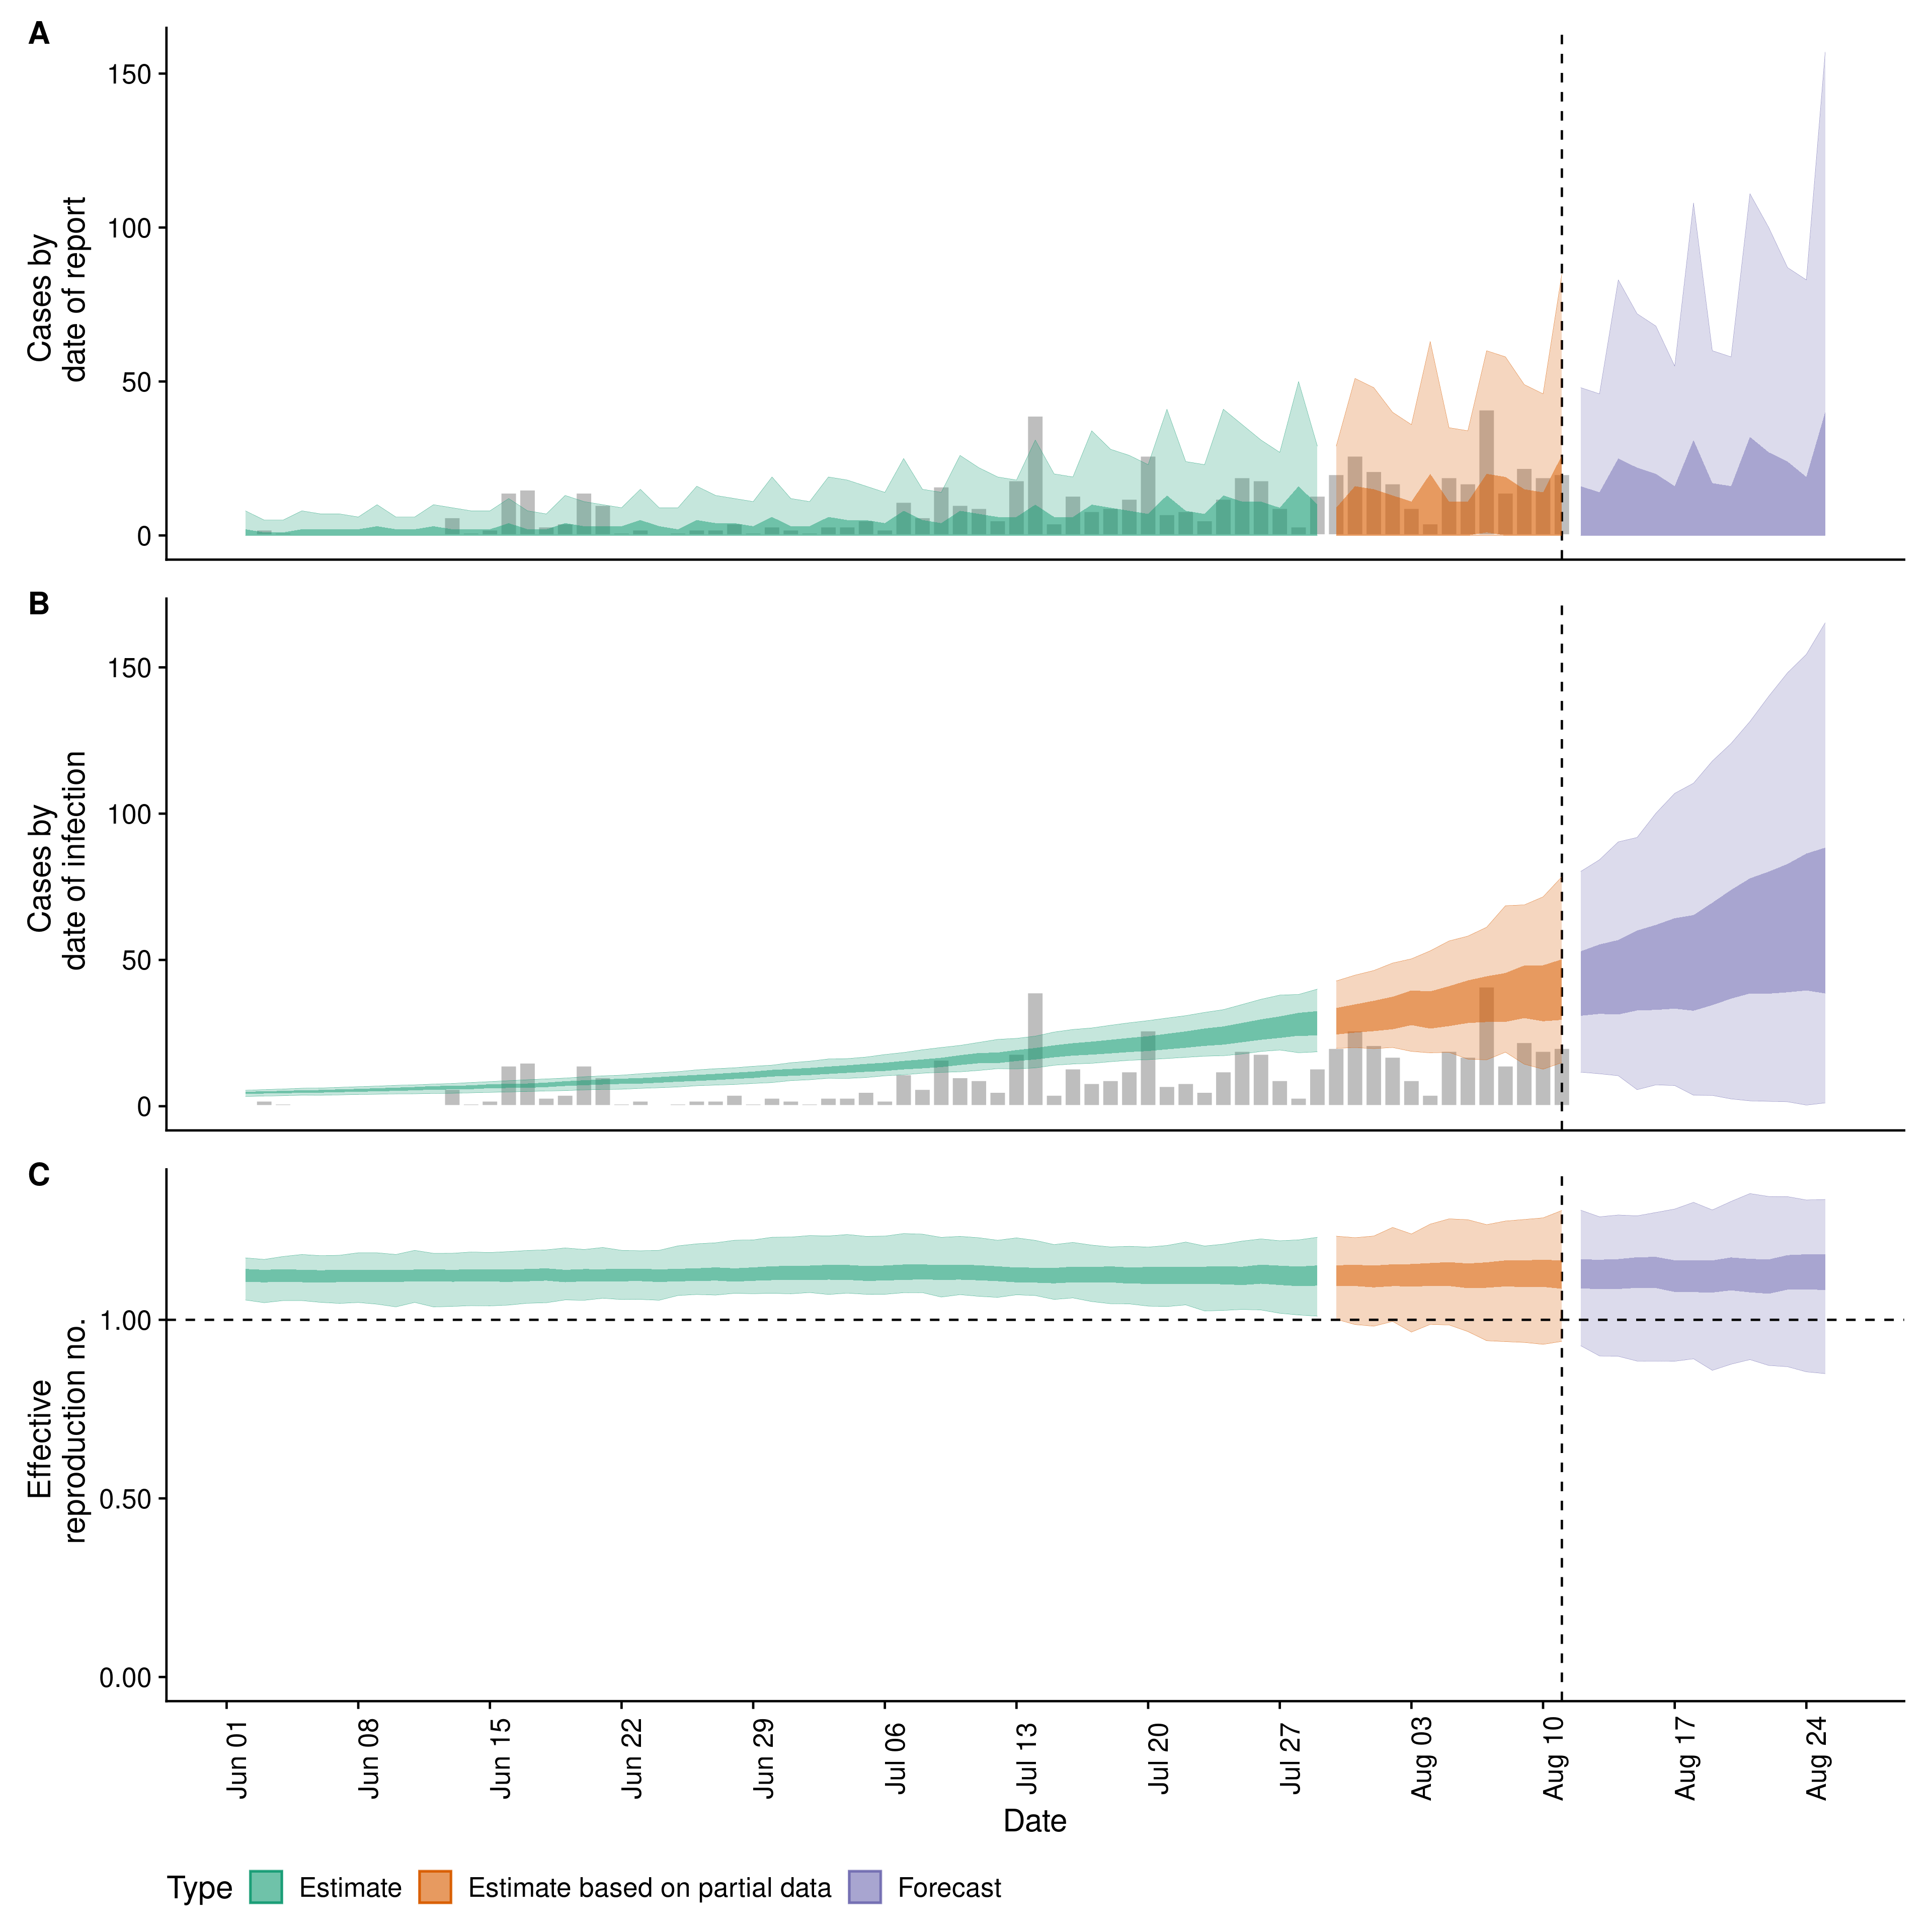 A
Cases by
date of report
150
100
50
0
B
Cases by
date of infection
150
100
50
0
C
Effective
reproduction no.
1.00
0.50
0.00
Jun 01
Jun 08
Jun 15
Jun 22
Jun 29
Jul 06
Jul 13
Jul 20
Jul 27
Aug 03
Aug 10
Aug 17
Aug 24
Date
Type Estimate Estimate based on partial data Forecast